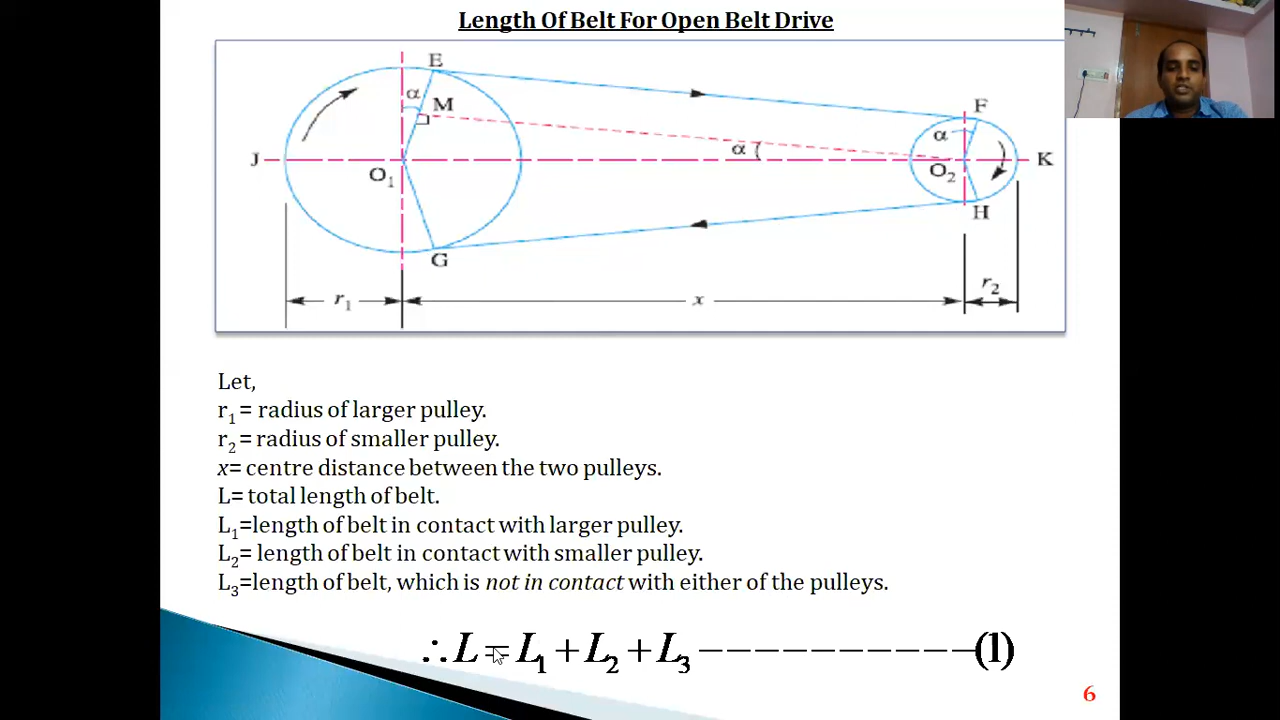 Length Of Belt For Open Belt Drive
E
α
M
F
α
J
α
K
O1
O2
H
G
r1
x
r2
Let,
r1= radius of larger pulley.
r2= radius of smaller pulley.
x= centre distance between the two pulleys.
L= total length of belt.
L1=length of belt in contact with larger pulley.
L2= length of belt in contact with smaller pulley.
L3=length of belt, which is not in contact with either of the pulleys.
∴ L = L1 + L2 + L3 −−−−−−−−−−(1)
6